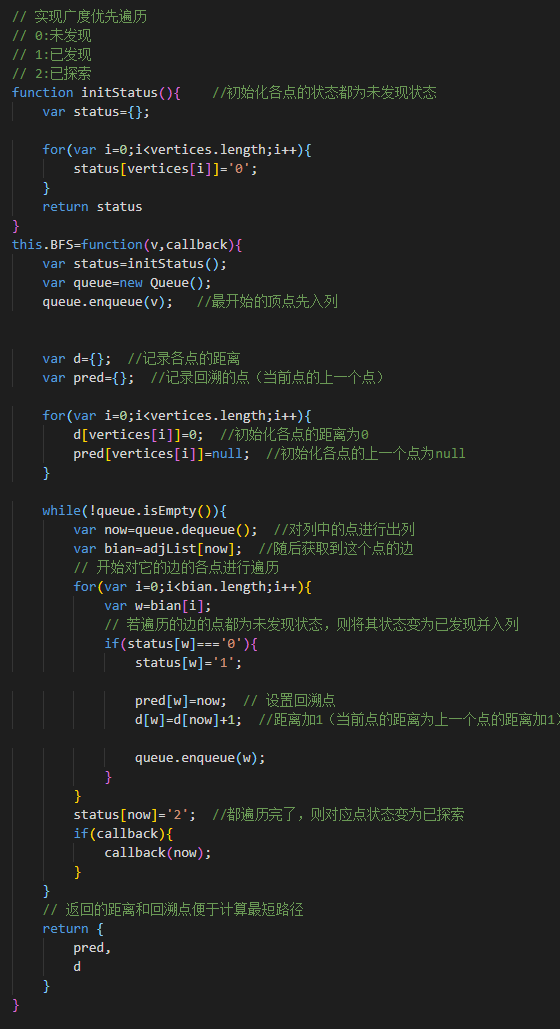 // 实现广度优先遍历
// 0:未发现
// 1:已发现
// 2:已探索
function initStatus(){    //初始化各点的状态都为未发现状态
    var status={};
    for(var i=0;i<vertices.length;i++){
        status[vertices[i]]='0';
    }
    return status
}
this.BFS=function(v,callback){
    var status=initStatus();
    var queue=new Queue();
    queue.enqueue(v);   //最开始的顶点先入列
    var d={};  //记录各点的距离
    var pred={};  //记录回溯的点（当前点的上一个点）
    for(var i=0;i<vertices.length;i++){
        d[vertices[i]]=0;  //初始化各点的距离为0
        pred[vertices[i]]=null;  //初始化各点的上一个点为null
    }
    while(!queue.isEmpty()){
        var now=queue.dequeue();  //对列中的点进行出列
        var bian=adjList[now];  //随后获取到这个点的边
        // 开始对它的边的各点进行遍历
        for(var i=0;i<bian.length;i++){
            var w=bian[i];
            // 若遍历的边的点都为未发现状态，则将其状态变为已发现并入列
            if(status[w]==='0'){
                status[w]='1';
                pred[w]=now;  // 设置回溯点
                d[w]=d[now]+1;  //距离加1（当前点的距离为上一个点的距离加1）
                queue.enqueue(w);
            }
        }
        status[now]='2';  //都遍历完了，则对应点状态变为已探索
        if(callback){
            callback(now);
        }
    }
    // 返回的距离和回溯点便于计算最短路径
    return {
        pred,
        d
    }
}